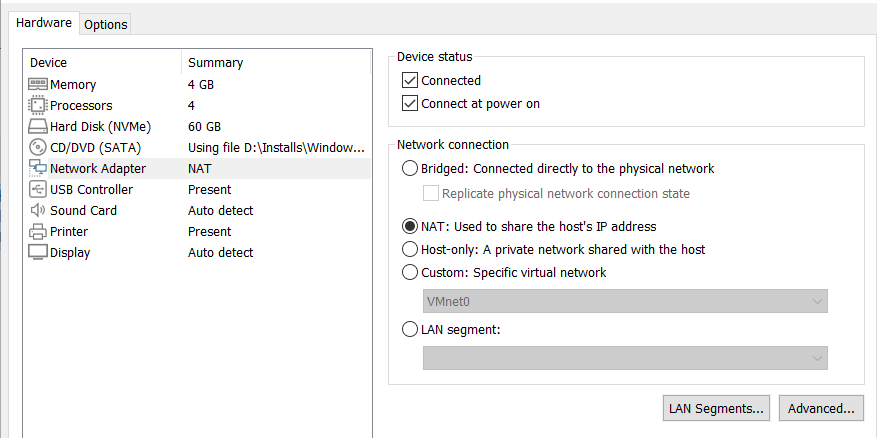 Hardware
Options
Device Summary
Memory 4 GB
Processors 4
Hard Disk (NVMe) 60 GB
CD/DVD (SATA) Using file D:\Installs\Window...
Network Adapter NAT
USB Controller Present
Sound Card Auto detect
Printer Present
Display Auto detect
Device status
Connected
Connect at power on
Network connection
Bridged: Connected directly to the physical network
Replicate physical network connection state
NAT: Used to share the host's IP address
Host-only: A private network shared with the host
Custom: Specific virtual network
VMnet0
LAN segment:
LAN Segments... Advanced...